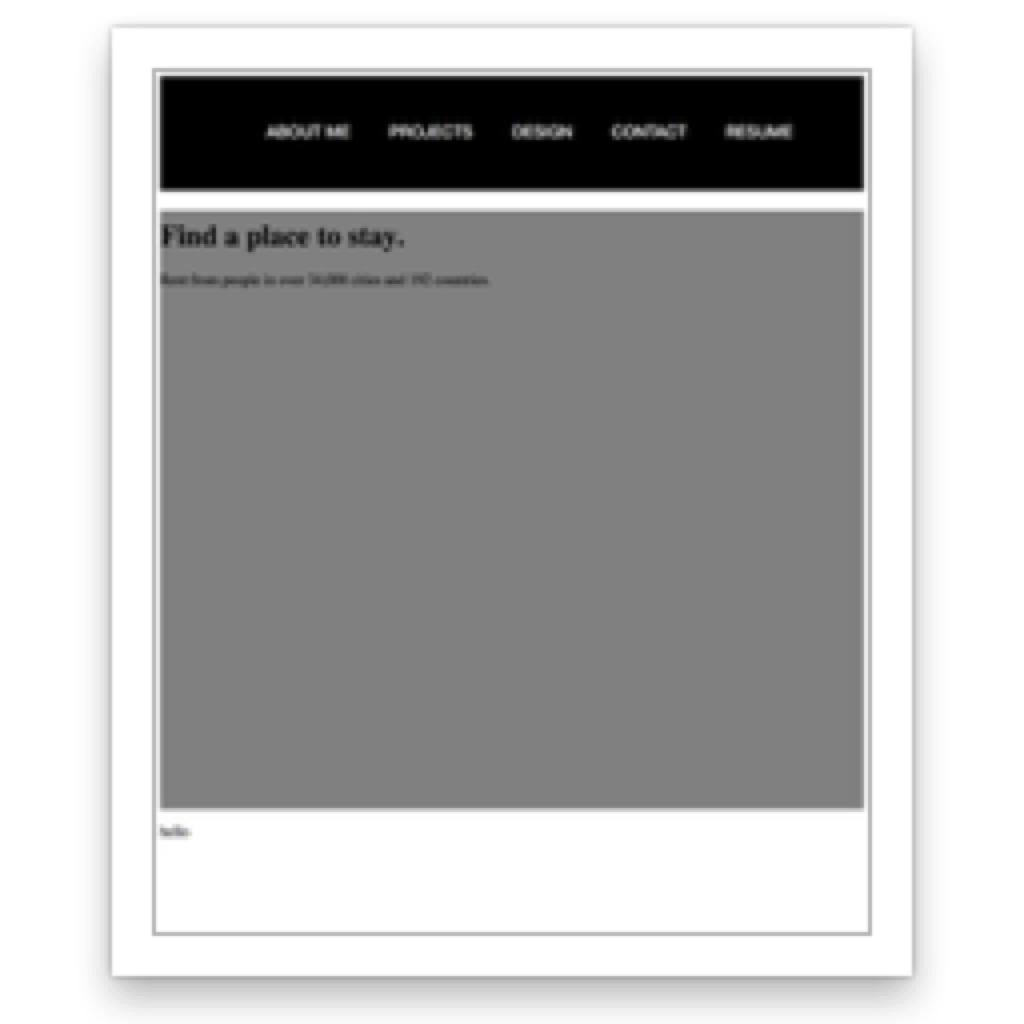 ABOUT ME PROJECTS DESIGN CONTACT RESUME
Find a place to stay.
Rent from people in over 34,000 cities and 192 countries.
hello